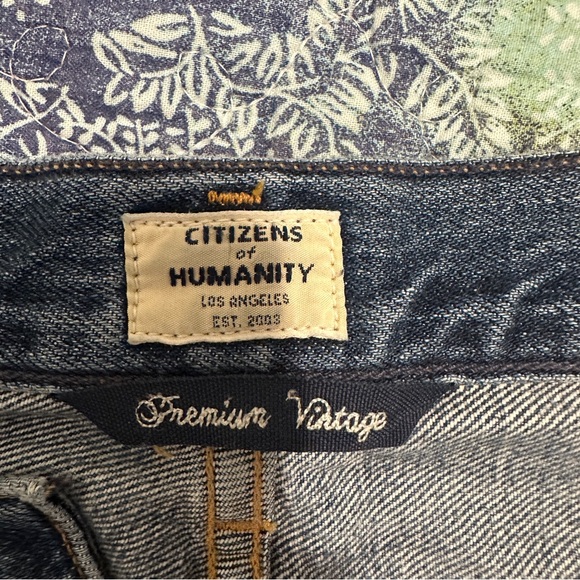 CITIZENS
of
HUMANITY
LOS ANGELES
EST. 2003
Premium Vintage